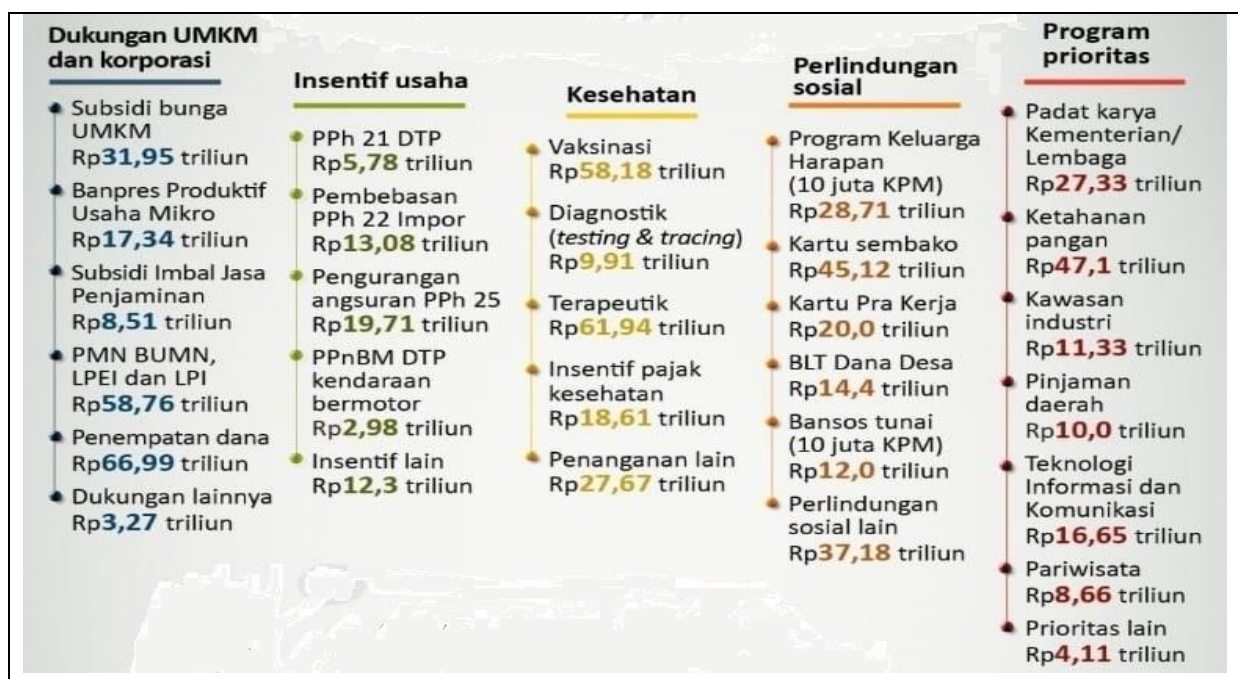 Dukungan UMKM
dan korporasi
Subsidi bunga
UMKM
Rp31,95 triliun
Banpres Produktif
Usaha Mikro
Rp17,34 triliun
Subsidi Imbal Jasa
Penjaminan
Rp8,51 triliun
PMN BUMN,
LPEI dan LPI
Rp58,76 triliun
Penempatan dana
Rp66,99 triliun
Dukungan lainnya
Rp3,27 triliun
Insentif usaha
PPh 21 DTP
Rp5,78 triliun
Pembebasan
PPh 22 Impor
Rp13,08 triliun
Pengurangan
angsuran PPh 25
Rp19,71 triliun
PPnBM DTP
kendaraan
bermotor
Rp2,98 triliun
Insentif lain
Rp12,3 triliun
Kesehatan
Vaksinasi
Rp58,18 triliun
Diagnostik
(testing & tracing)
Rp9,91 triliun
Terapeutik
Rp61,94 triliun
Insentif pajak
kesehatan
Rp18,61 triliun
Penanganan lain
Rp27,67 triliun
Perlindungan
sosial
Program Keluarga
Harapan
(10 juta KPM)
Rp28,71 triliun
Kartu sembako
Rp45,12 triliun
Kartu Pra Kerja
Rp20,0 triliun
BLT Dana Desa
Rp14,4 triliun
Bansos tunai
(10 juta KPM)
Rp12,0 triliun
Perlindungan
sosial lain
Rp37,18 triliun
Program
prioritas
Padat karya
Kementerian/
Lembaga
Rp27,33 triliun
Ketahanan
pangan
Rp47,1 triliun
Kawasan
industri
Rp11,33 triliun
Pinjaman
daerah
Rp10,0 triliun
Teknologi
Informasi dan
Komunikasi
Rp16,65 triliun
Pariwisata
Rp8,66 triliun
Prioritas lain
Rp4,11 triliun